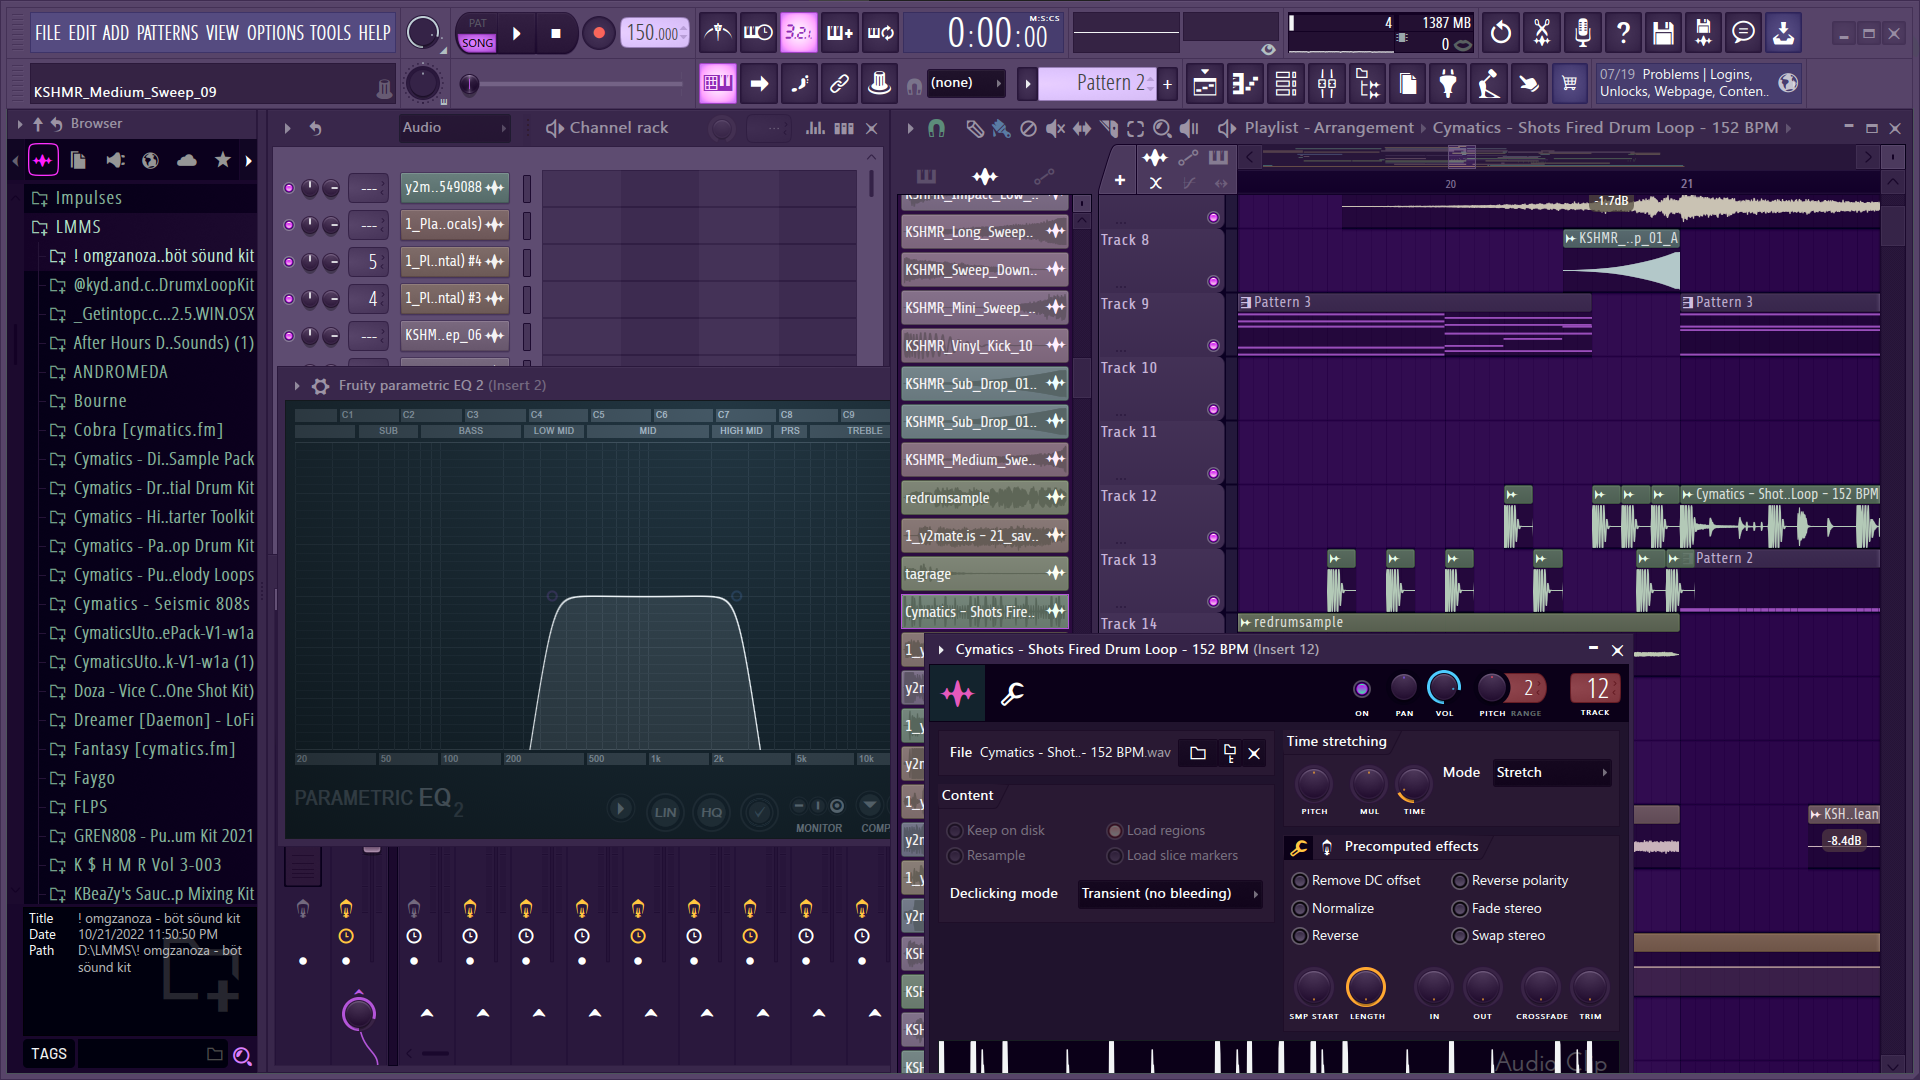 FILE EDIT ADD PATTERNS VIEW OPTIONS TOOLS HELP
PAT
SONG
150.000
3.2.1
0:00:00
M:S:CS
4
1387 MB
0
KSHMR_Medium_Sweep_09
(none)
Pattern 2
07/19 Problems | Logins,
Unlocks, Webpage, Conten..
Browser
Impulses
LMMS
! omgzanoza..böt söund kit
@kyd.and.c..DrumxLoopKit
_Getintopc.c...2.5.WIN.OSX
After Hours D..Sounds) (1)
ANDROMEDA
Bourne
Cobra [cymatics.fm]
Cymatics - Di..Sample Pack
Cymatics - Dr..tial Drum Kit
Cymatics - Hi..tarter Toolkit
Cymatics - Pa..op Drum Kit
Cymatics - Pu..elody Loops
Cymatics - Seismic 808s
CymaticsUto..ePack-V1-w1a
CymaticsUto..k-V1-w1a (1)
Doza - Vice C..One Shot Kit)
Dreamer [Daemon] - LoFi
Fantasy [cymatics.fm]
Faygo
FLPS
GREN808 - Pu..um Kit 2021
K $ H M R Vol 3-003
KBeaZy's Sauc..p Mixing Kit
Title ! omgzanoza - böt söund kit
Date 10/21/2022 11:50:50 PM
Path D:\LMMS\! omgzanoza - böt
söund kit
TAGS
Audio
Channel rack
--- y2m..549088
--- 1_Pla..ocals)
5 1_Pl..ntal) #4
4 1_Pl..ntal) #3
--- KSHM..ep_06
Fruity parametric EQ 2 (Insert 2)
C1 C2 C3 C4 C5 C6 C7 C8 C9
SUB BASS LOW MID MID HIGH MID PRS TREBLE
20 50 100 200 500 1k 2k 5k 10k
PARAMETRIC EQ 2
LIN
HQ
MONITOR
COMP
Playlist - Arrangement › Cymatics - Shots Fired Drum Loop - 152 BPM
20
21
KSHMR_Impact_Low_..
KSHMR_Long_Sweep..
KSHMR_Sweep_Down..
KSHMR_Mini_Sweep_..
KSHMR_Vinyl_Kick_10
KSHMR_Sub_Drop_01..
KSHMR_Sub_Drop_01..
KSHMR_Medium_Swe..
redrumsample
1_y2mate.is - 21_sav..
tagrage
Cymatics - Shots Fire..
1_y
y2n
1_y
y2n
1_y
y2n
1_y
y2n
KSH
KSH
KSH
KSH
Track 8
Track 9
Track 10
Track 11
Track 12
Track 13
Track 14
-1.7dB
KSHMR_..p_01_A
Pattern 3
Pattern 3
Cymatics - Shot..Loop - 152 BPM
Pattern 2
redrumsample
KSH..lean
-8.4dB
Cymatics - Shots Fired Drum Loop - 152 BPM (Insert 12)
ON
PAN
VOL
PITCH RANGE
2
12
TRACK
File Cymatics - Shot..- 152 BPM.wav
Content
Keep on disk
Load regions
Resample
Load slice markers
Declicking mode Transient (no bleeding)
Time stretching
PITCH
MUL
TIME
Mode Stretch
Precomputed effects
Remove DC offset
Reverse polarity
Normalize
Fade stereo
Reverse
Swap stereo
SMP START LENGTH IN OUT CROSSFADE TRIM
Audio Clip